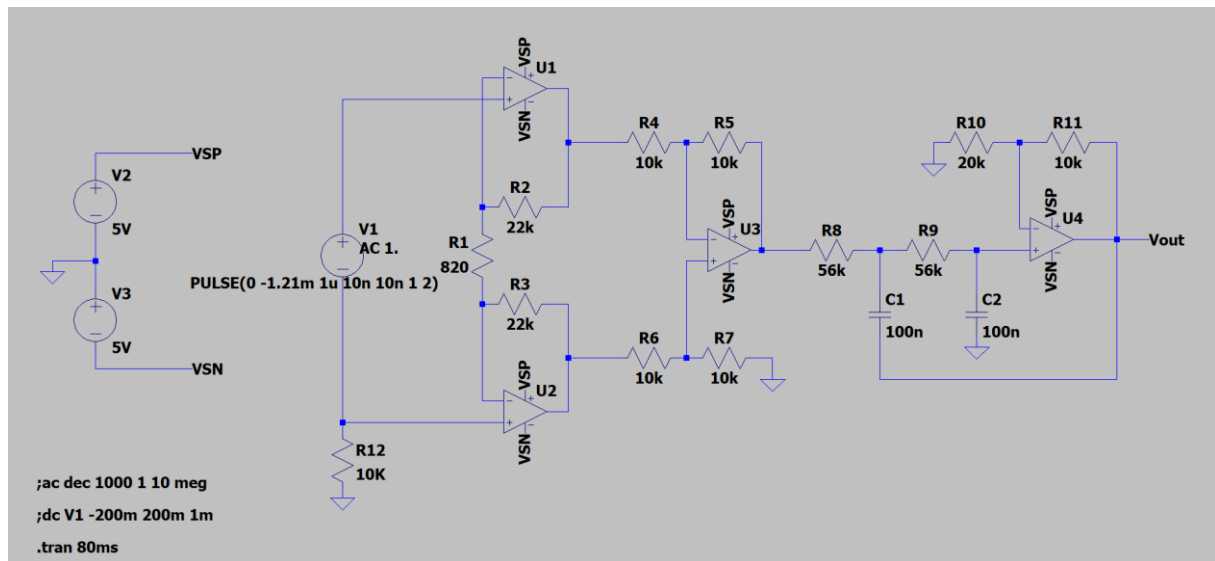 VSP
V2
5V
V3
5V
VSN
V1
AC 1.
PULSE(0 -1.21m 1u 10n 10n 1 2)
R12
10K
VSP
U1
VSN
R2
22k
R1
820
R3
22k
VSP
U2
VSN
R4
10k
R5
10k
VSP
U3
VSN
R6
10k
R7
10k
R8
56k
R9
56k
C1
100n
C2
100n
R10
20k
R11
10k
VSP
U4
VSN
Vout
;ac dec 1000 1 10 meg
;dc V1 -200m 200m 1m
.tran 80ms